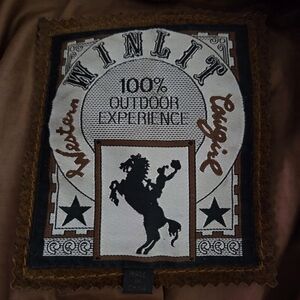 WINLIT
Western
Cowgirl
100%
OUTDOOR
EXPERIENCE